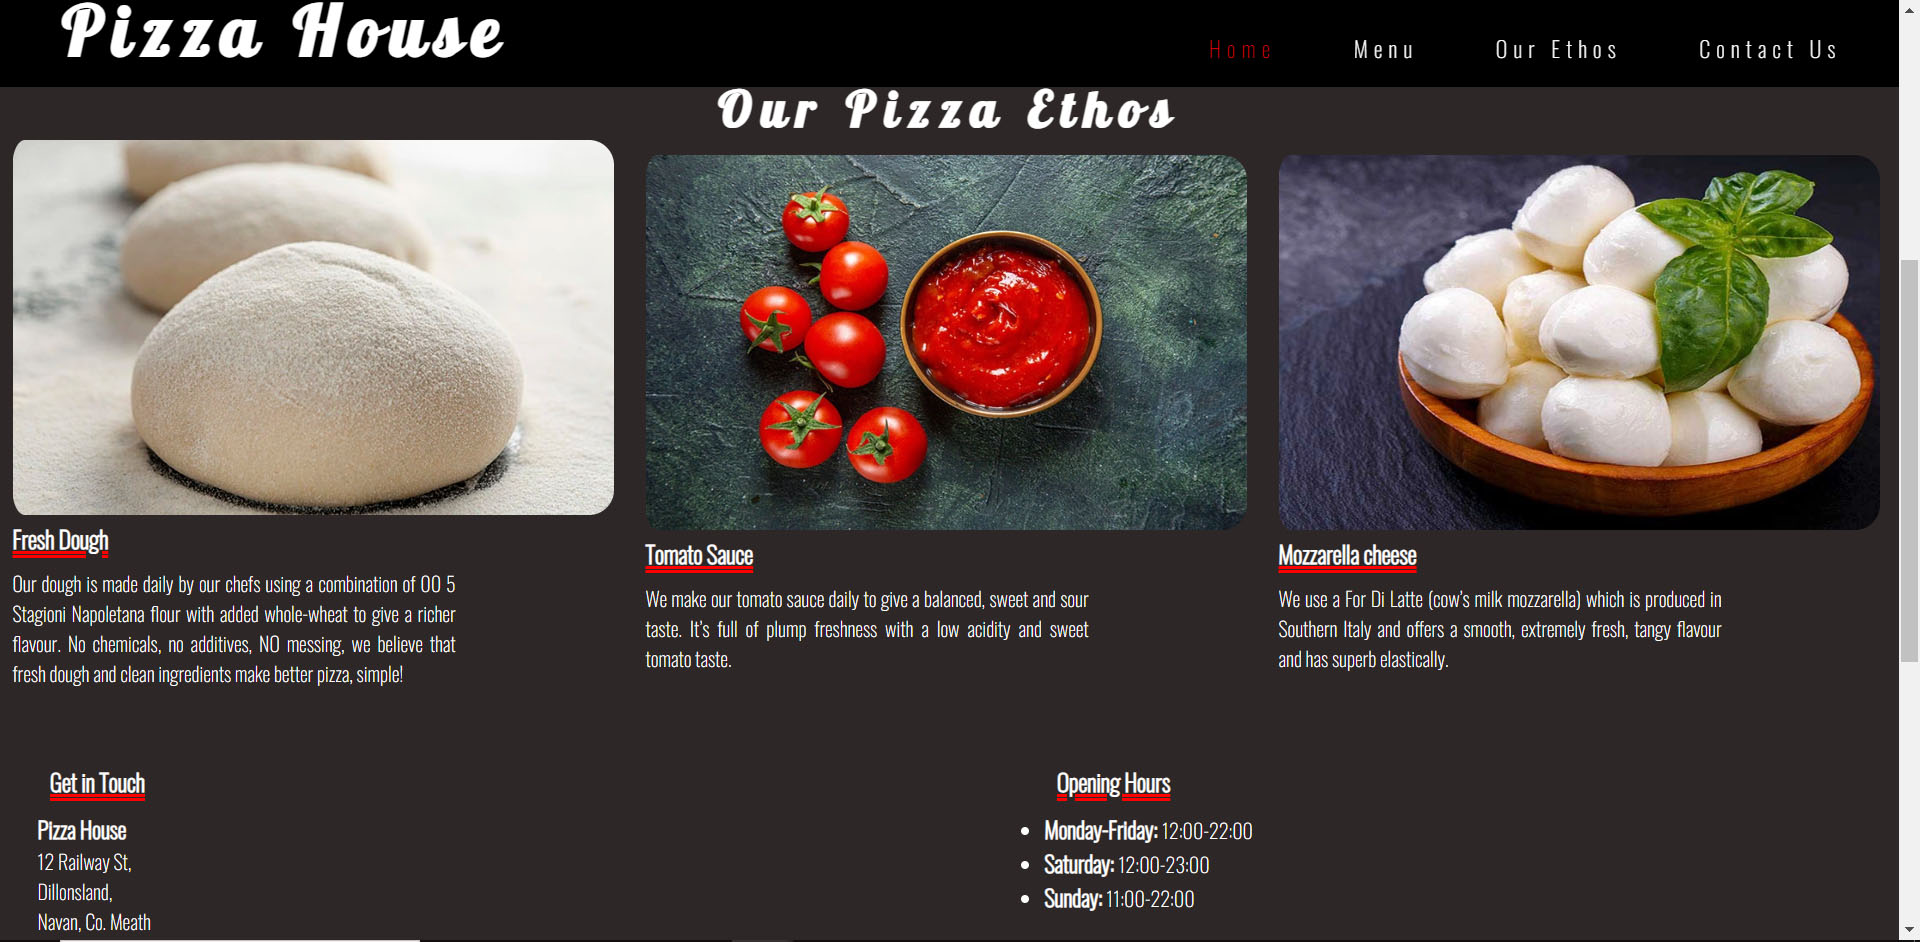 Pizza House
Home
Menu
Our Ethos
Contact Us
Our Pizza Ethos
Fresh Dough
Our dough is made daily by our chefs using a combination of 00 5
Stagioni Napoletana flour with added whole-wheat to give a richer
flavour. No chemicals, no additives, NO messing, we believe that
fresh dough and clean ingredients make better pizza, simple!
Tomato Sauce
We make our tomato sauce daily to give a balanced, sweet and sour
taste. It's full of plump freshness with a low acidity and sweet
tomato taste.
Mozzarella cheese
We use a For Di Latte (cow's milk mozzarella) which is produced in
Southern Italy and offers a smooth, extremely fresh, tangy flavour
and has superb elastically.
Get in Touch
Pizza House
12 Railway St,
Dillonsland,
Navan, Co. Meath
Opening Hours
Monday-Friday: 12:00-22:00
Saturday: 12:00-23:00
Sunday: 11:00-22:00